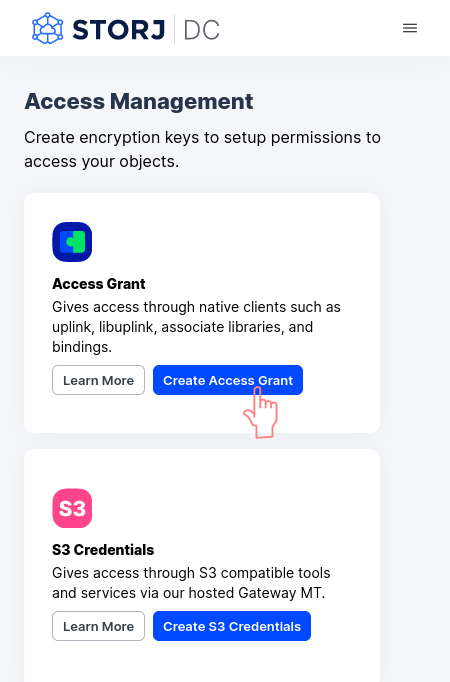 STORJ DC
Access Management
Create encryption keys to setup permissions to
access your objects.
Access Grant
Gives access through native clients such as
uplink, libuplink, associate libraries, and
bindings.
Learn More Create Access Grant
S3
S3 Credentials
Gives access through S3 compatible tools
and services via our hosted Gateway MT.
Learn More Create S3 Credentials